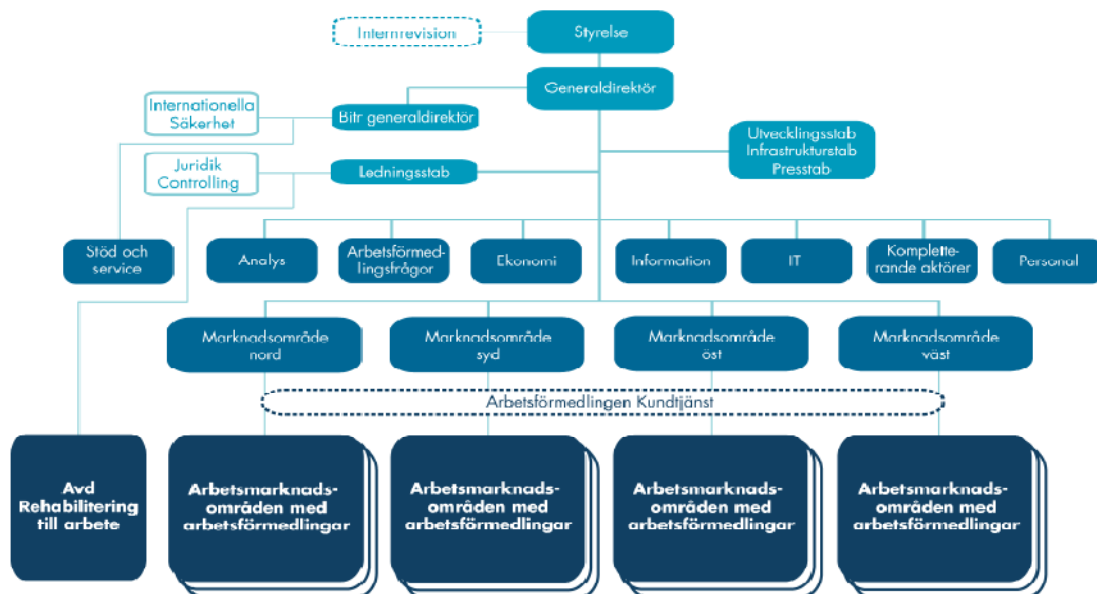 Internrevision
Styrelse
Generaldirektör
Internationella
Säkerhet
Bitr generaldirektör
Utvecklingsstab
Infrastrukturstab
Presstab
Juridik
Controlling
Ledningsstab
Stöd och
service
Analys
Arbetsförmed-
lingsfrågor
Ekonomi
Information
IT
Komplette-
rande aktörer
Personal
Marknadsområde
nord
Marknadsområde
syd
Marknadsområde
öst
Marknadsområde
väst
Arbetsförmedlingen Kundtjänst
Avd
Rehabilitering
till arbete
Arbetsmarknads-
områden med
arbetsförmedlingar
Arbetsmarknads-
områden med
arbetsförmedlingar
Arbetsmarknads-
områden med
arbetsförmedlingar
Arbetsmarknads-
områden med
arbetsförmedlingar